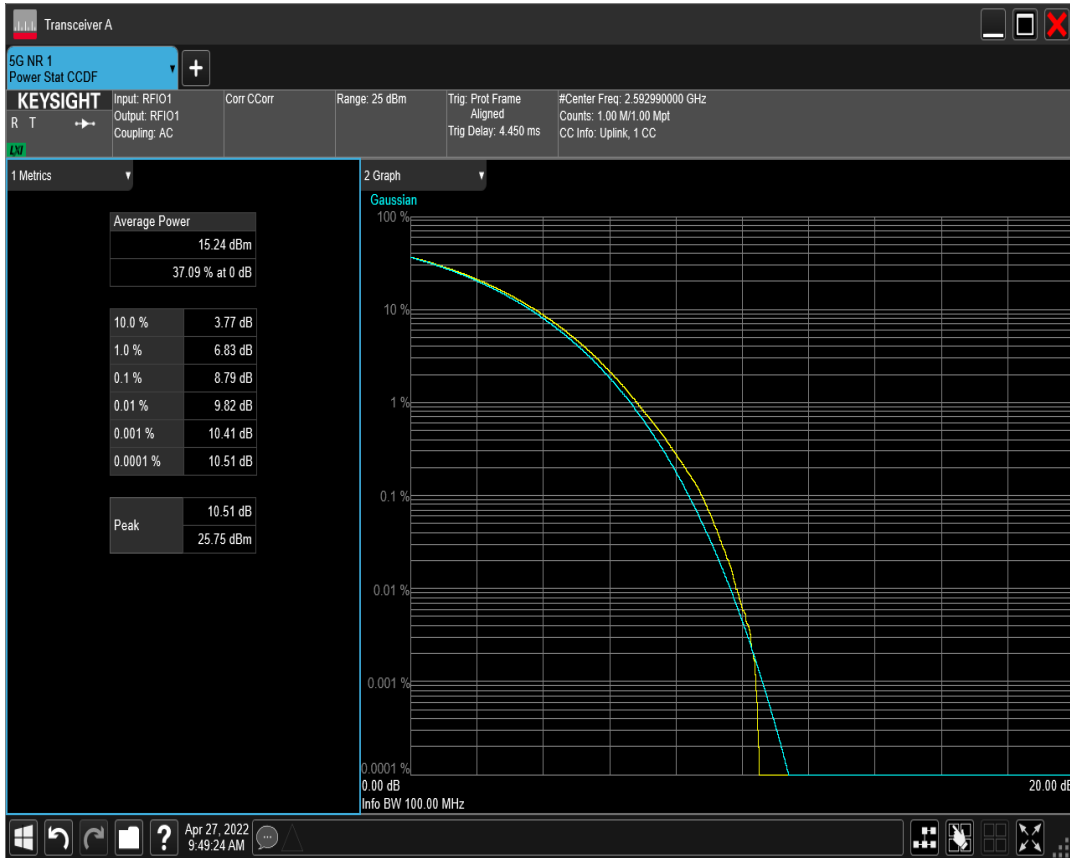 Transceiver A
5G NR 1
Power Stat CCDF
KEYSIGHT
R T
LXI
Input: RFIO1
Output: RFIO1
Coupling: AC
Corr CCorr
Range: 25 dBm
Trig: Prot Frame
Aligned
Trig Delay: 4.450 ms
#Center Freq: 2.592990000 GHz
Counts: 1.00 M/1.00 Mpt
CC Info: Uplink, 1 CC
1 Metrics
Average Power
15.24 dBm
37.09 % at 0 dB
10.0 % 3.77 dB
1.0 % 6.83 dB
0.1 % 8.79 dB
0.01 % 9.82 dB
0.001 % 10.41 dB
0.0001 % 10.51 dB
Peak
10.51 dB
25.75 dBm
2 Graph
Gaussian
100 %
10 %
1 %
0.1 %
0.01 %
0.001 %
0.0001 %
0.00 dB
20.00 dB
Info BW 100.00 MHz
?
Apr 27, 2022
9:49:24 AM